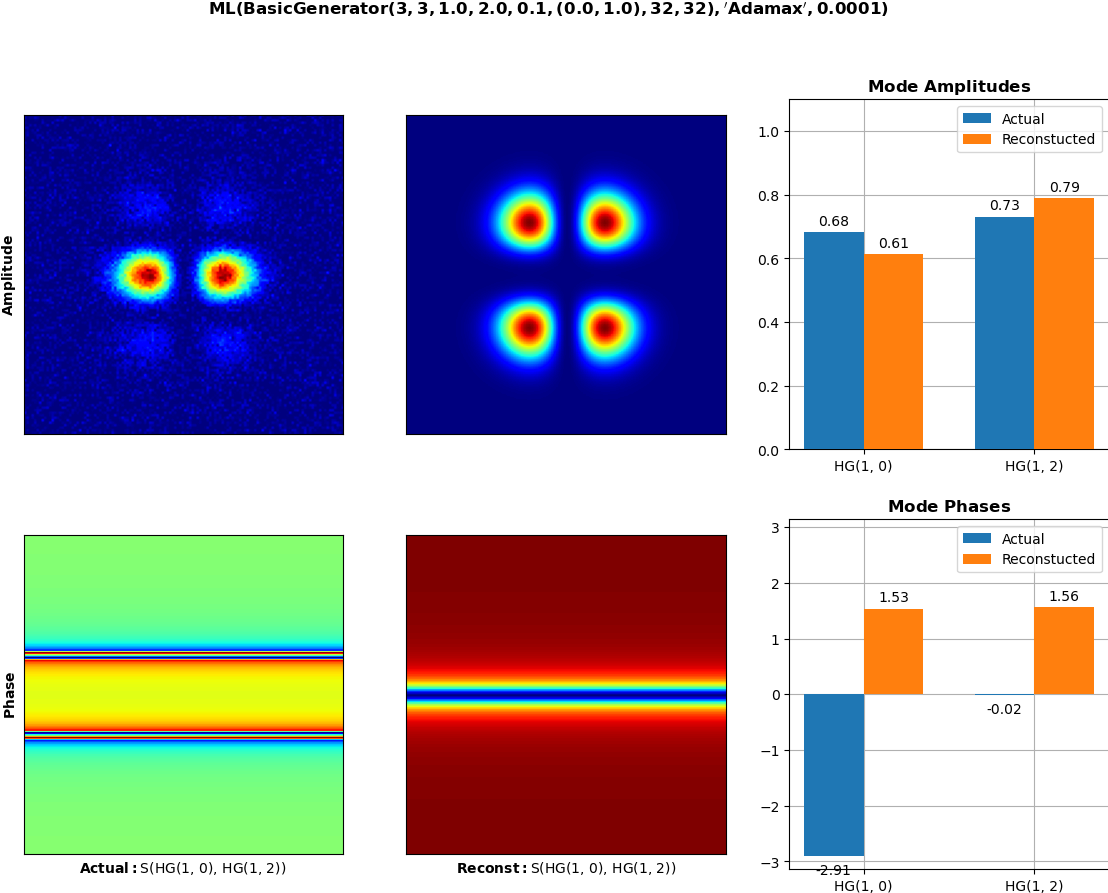 ML(BasicGenerator(3, 3, 1.0, 2.0, 0.1, (0.0, 1.0), 32, 32), ′Adamax′, 0.0001)
Amplitude
Mode Amplitudes
Actual
Reconstucted
1.0
0.8
0.6
0.4
0.2
0.0
0.68
0.61
0.73
0.79
HG(1, 0)
HG(1, 2)
Phase
Actual: S(HG(1, 0), HG(1, 2))
Reconst: S(HG(1, 0), HG(1, 2))
Mode Phases
Actual
Reconstucted
3
2
1
0
−1
−2
−3
1.53
1.56
-0.02
-2.91
HG(1, 0)
HG(1, 2)